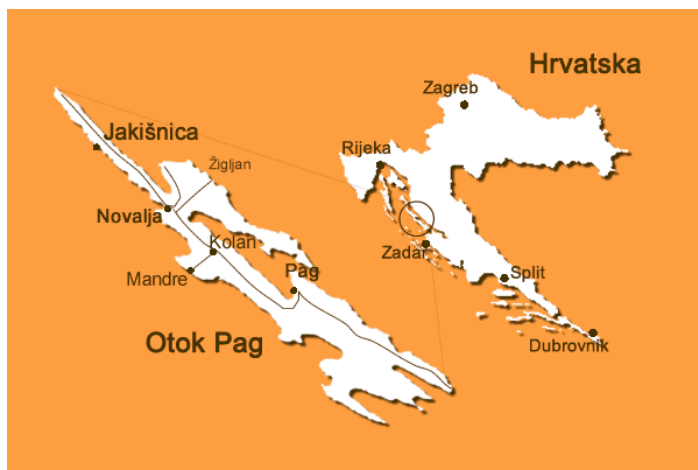 Hrvatska
Zagreb
Rijeka
Jakišnica
Žigljan
Novalja
Kolan
Zadar
Mandre
Pag
Split
Otok Pag
Dubrovnik